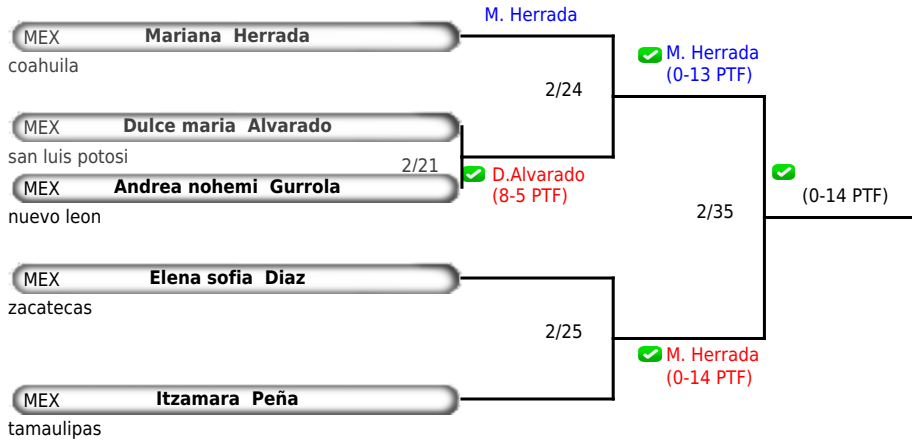 M. Herrada
MEX Mariana Herrada
coahuila
M. Herrada
(0-13 PTF)
2/24
MEX Dulce maria Alvarado
san luis potosi
2/21
D.Alvarado
(8-5 PTF)
MEX Andrea nohemi Gurrola
nuevo leon
(0-14 PTF)
2/35
MEX Elena sofia Diaz
zacatecas
2/25
M. Herrada
(0-14 PTF)
MEX Itzamara Peña
tamaulipas